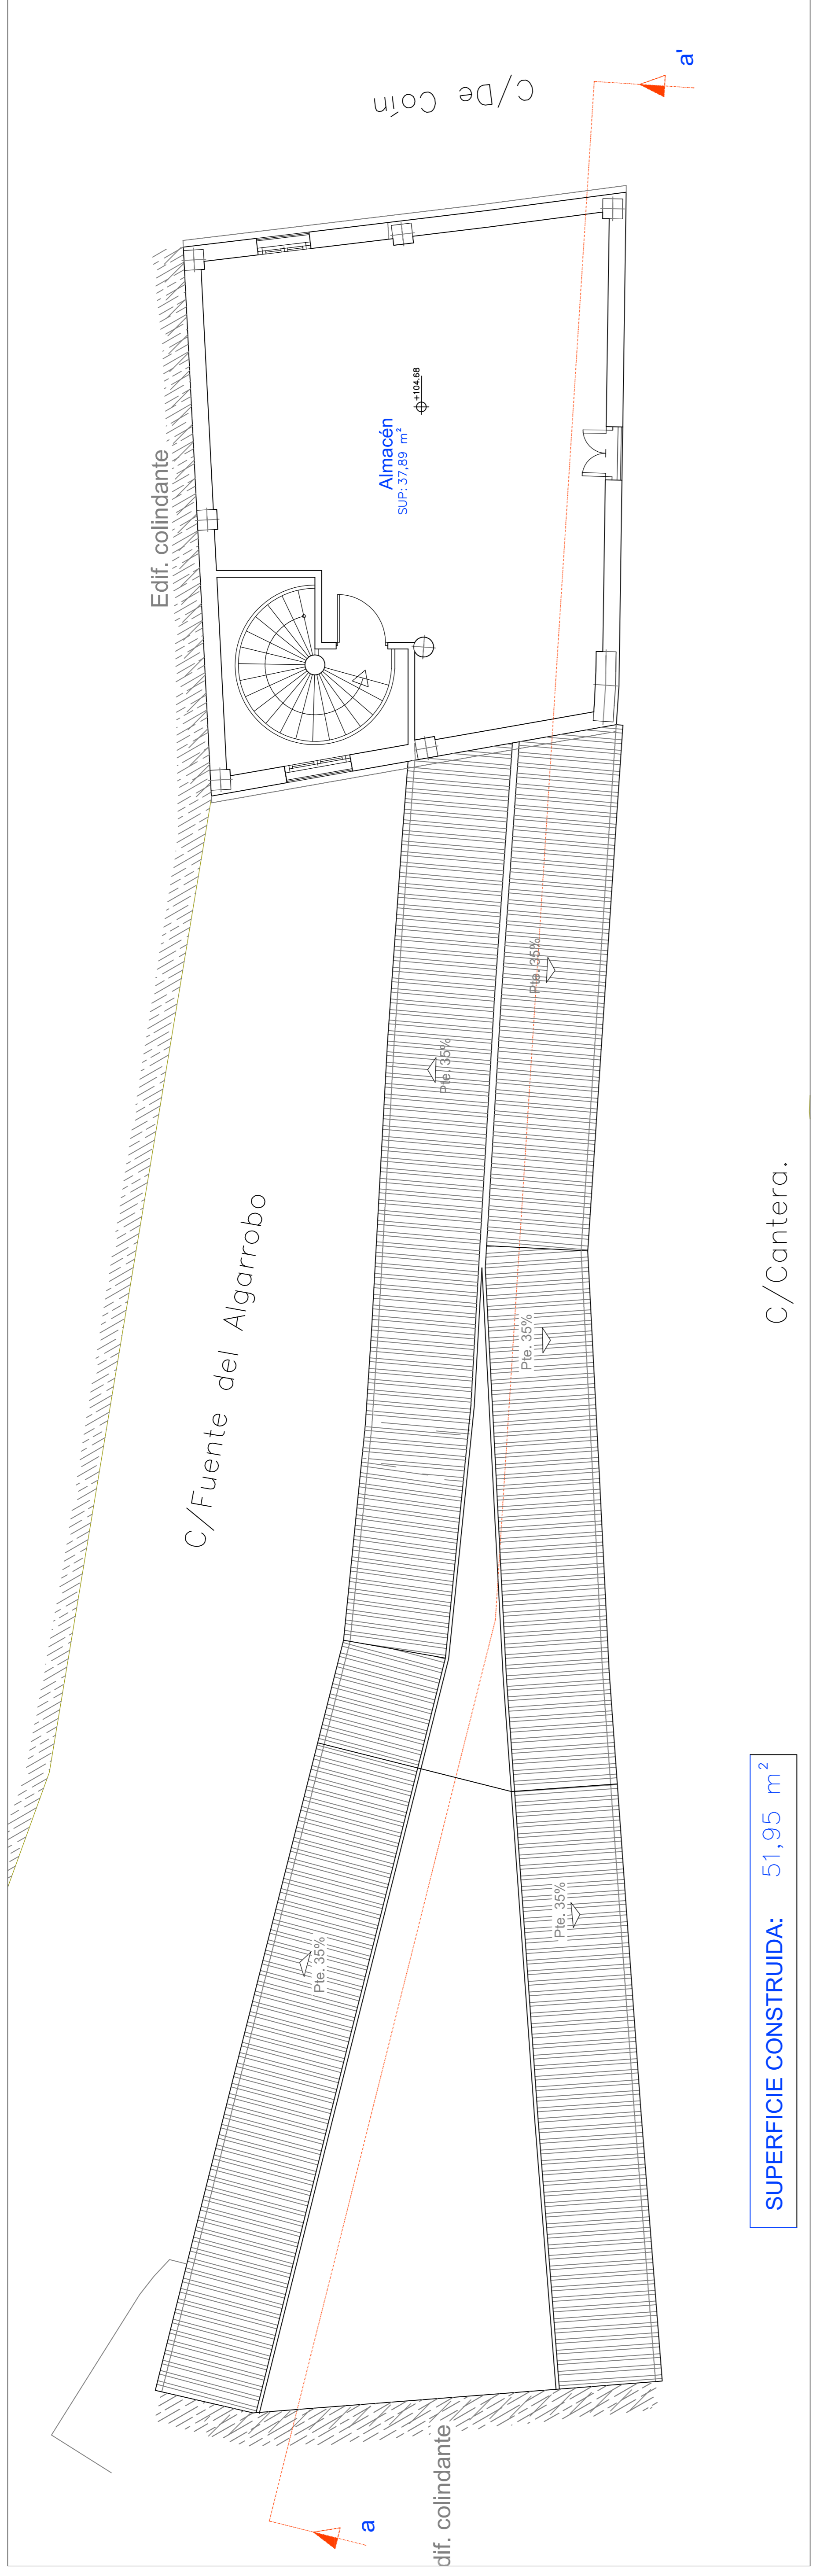 a'
C/De Coín
Edif. colindante
+104.68
Almacén
SUP: 37,89 m²
Pte. 35%
Pte. 35%
C/Fuente del Algarrobo
C/Cantera.
Pte. 35%
Pte. 35%
Pte. 35%
SUPERFICIE CONSTRUIDA: 51,95 m²
dif. colindante
a